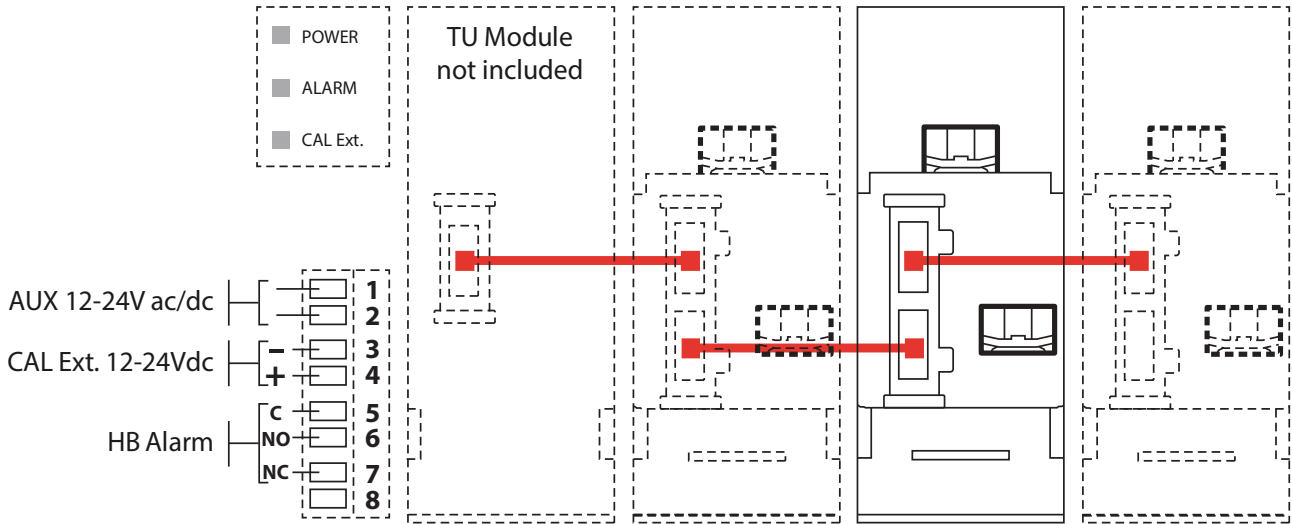 POWER
ALARM
CAL Ext.
TU Module
not included
AUX 12-24V ac/dc
1
2
CAL Ext. 12-24Vdc
− 3
+ 4
HB Alarm
C 5
NO 6
NC 7
8